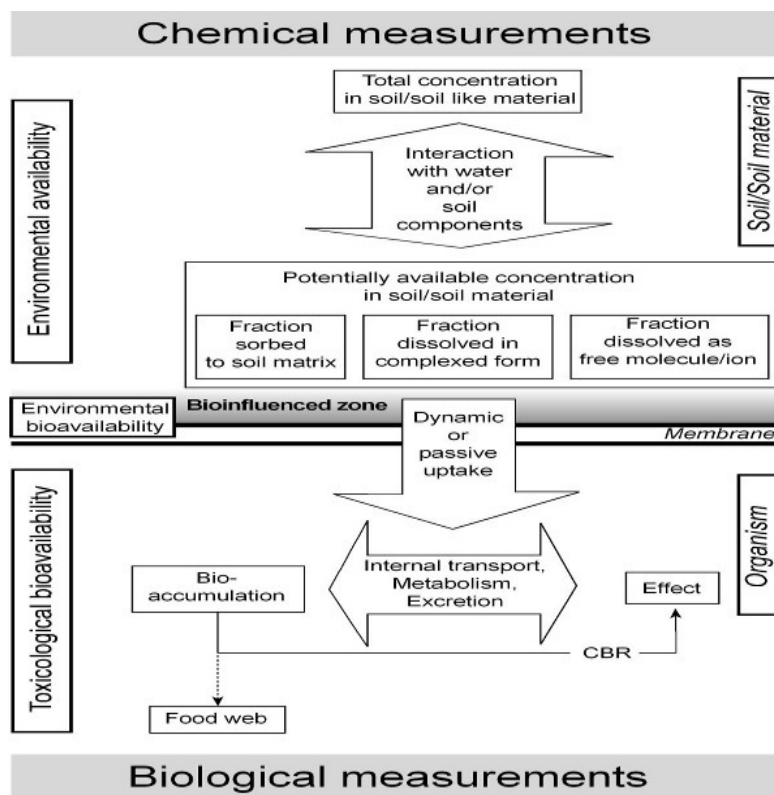 Chemical measurements
Total concentration
in soil/soil like material
Environmental availability
Soil/Soil material
Interaction
with water
and/or
soil
components
Potentially available concentration
in soil/soil material
Fraction
sorbed
to soil matrix
Fraction
dissolved in
complexed form
Fraction
dissolved as
free molecule/ion
Environmental
bioavailability
Bioinfluenced zone
Membrane
Dynamic
or
passive
uptake
Toxicological bioavailability
Organism
Bio-
accumulation
Internal transport,
Metabolism,
Excretion
Effect
CBR
Food web
Biological measurements